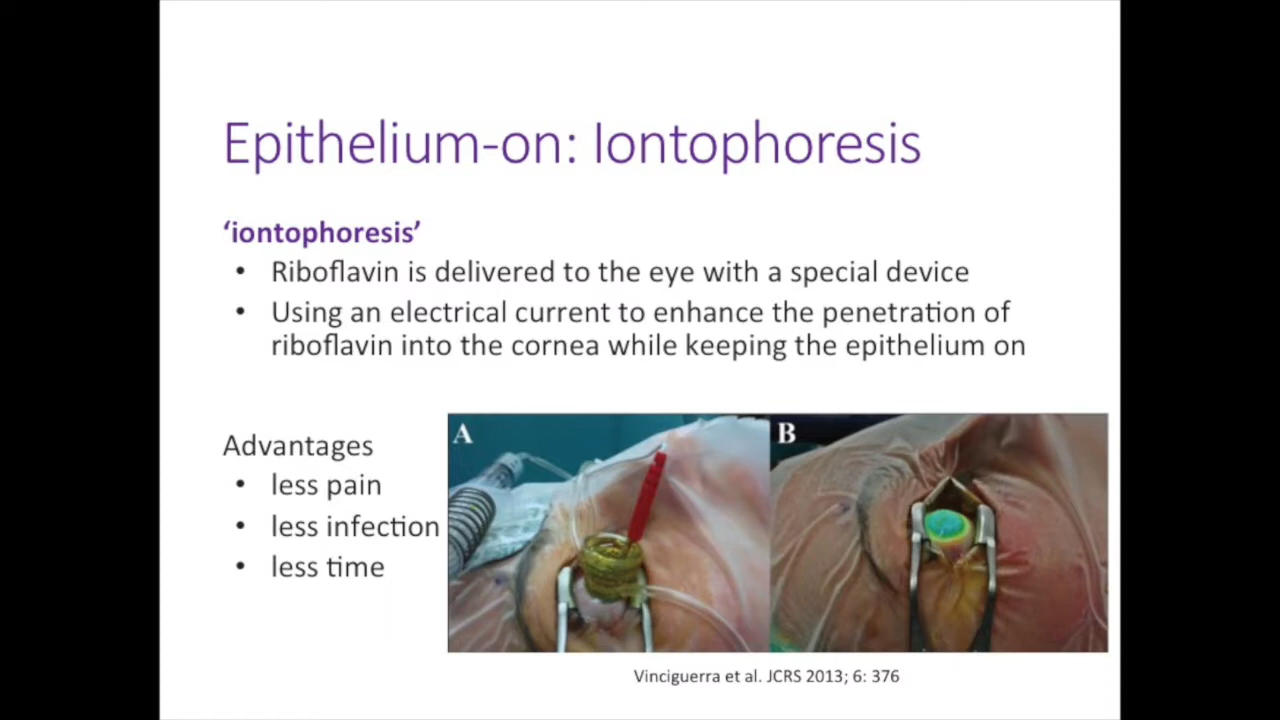 Epithelium-on: Iontophoresis
‘iontophoresis’
• Riboflavin is delivered to the eye with a special device
• Using an electrical current to enhance the penetration of
riboflavin into the cornea while keeping the epithelium on
Advantages
• less pain
• less infection
• less time
A
B
Vinciguerra et al. JCRS 2013; 6: 376